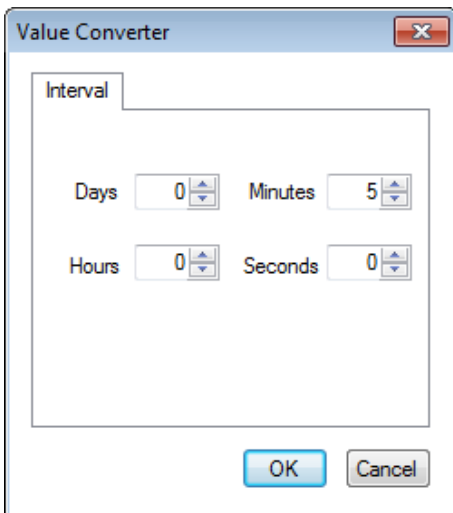 Value Converter
Interval
Days 0 Minutes 5
Hours 0 Seconds 0
OK Cancel